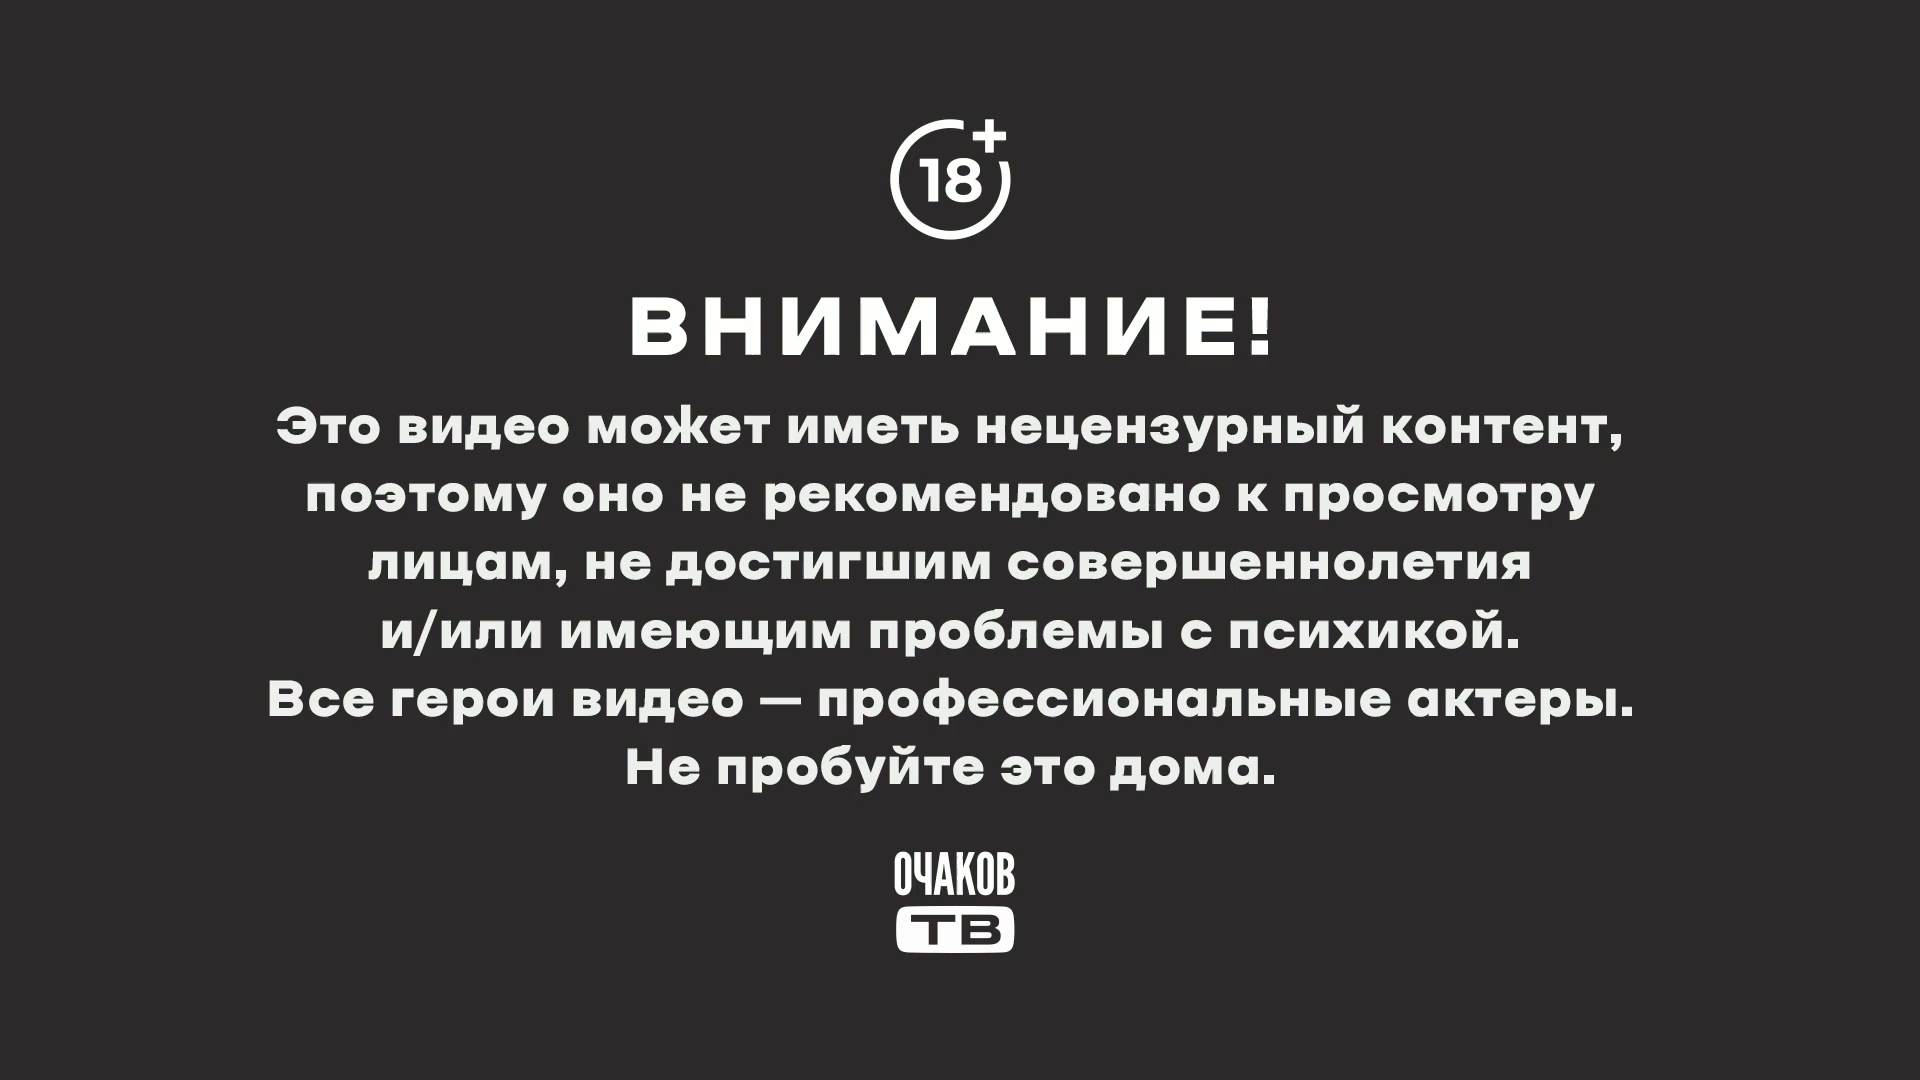 18+
ВНИМАНИЕ!
Это видео может иметь нецензурный контент,
поэтому оно не рекомендовано к просмотру
лицам, не достигшим совершеннолетия
и/или имеющим проблемы с психикой.
Все герои видео — профессиональные актеры.
Не пробуйте это дома.
ОЧАКОВ
ТВ